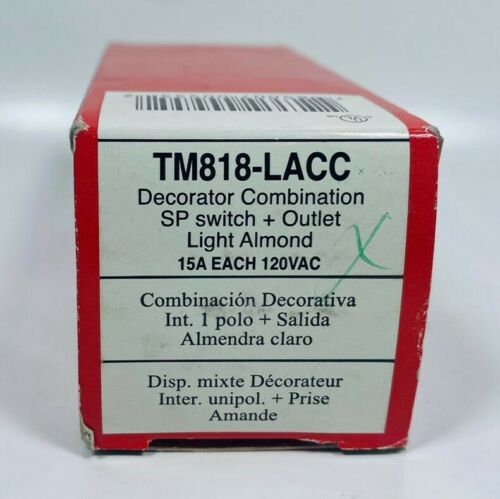 TM818-LACC
Decorator Combination
SP switch + Outlet
Light Almond
15A EACH 120VAC
Combinación Decorativa
Int. 1 polo + Salida
Almendra claro
Disp. mixte Décorateur
Inter. unipol. + Prise
Amande